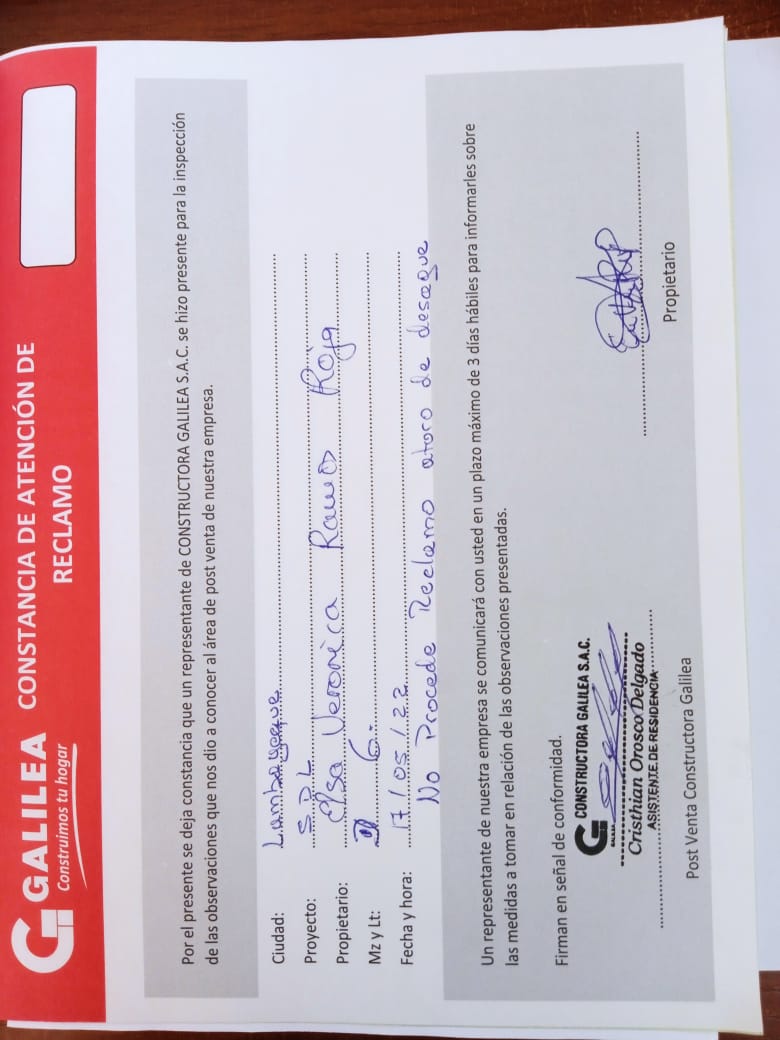 GALILEA
Construimos tu hogar
CONSTANCIA DE ATENCIÓN DE
RECLAMO
Por el presente se deja constancia que un representante de CONSTRUCTORA GALILEA S.A.C. se hizo presente para la inspección
de las observaciones que nos dio a conocer al área de post venta de nuestra empresa.
Ciudad: Lambayeque
Proyecto: SDL
Propietario: Elsa Veronica Ramos Roja
Mz y Lt: 6.
Fecha y hora: 17/05/22
No Procede Reclamo atoro de desague
Un representante de nuestra empresa se comunicará con usted en un plazo máximo de 3 días hábiles para informarles sobre
las medidas a tomar en relación de las observaciones presentadas.
Firman en señal de conformidad.
CONSTRUCTORA GALILEA S.A.C.
Cristhian Orosco Delgado
ASISTENTE DE RESIDENCIA
Post Venta Constructora Galilea
Propietario